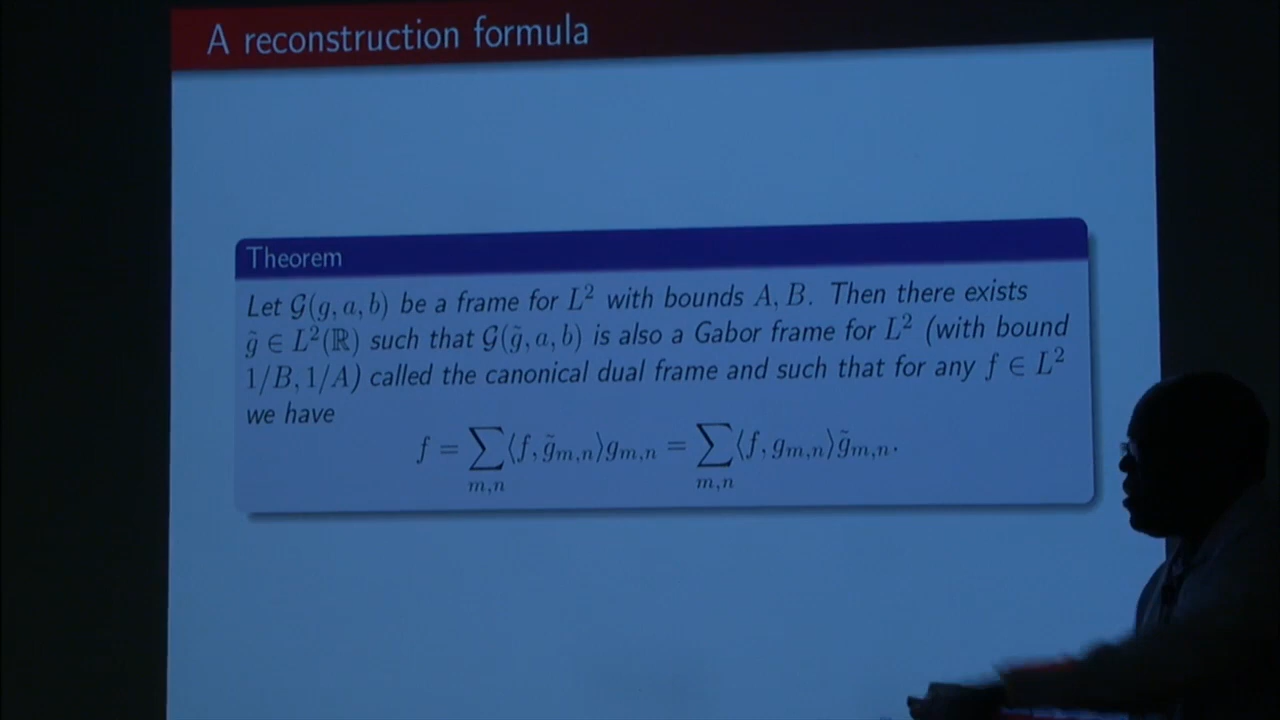 A reconstruction formula
Theorem
Let 𝒢(g, a, b) be a frame for L² with bounds A, B. Then there exists
g̃ ∈ L²(ℝ) such that 𝒢(g̃, a, b) is also a Gabor frame for L² (with bound
1/B, 1/A) called the canonical dual frame and such that for any f ∈ L²
we have
f = ∑_{m,n} ⟨f, g̃_{m,n}⟩g_{m,n} = ∑_{m,n} ⟨f, g_{m,n}⟩g̃_{m,n}.